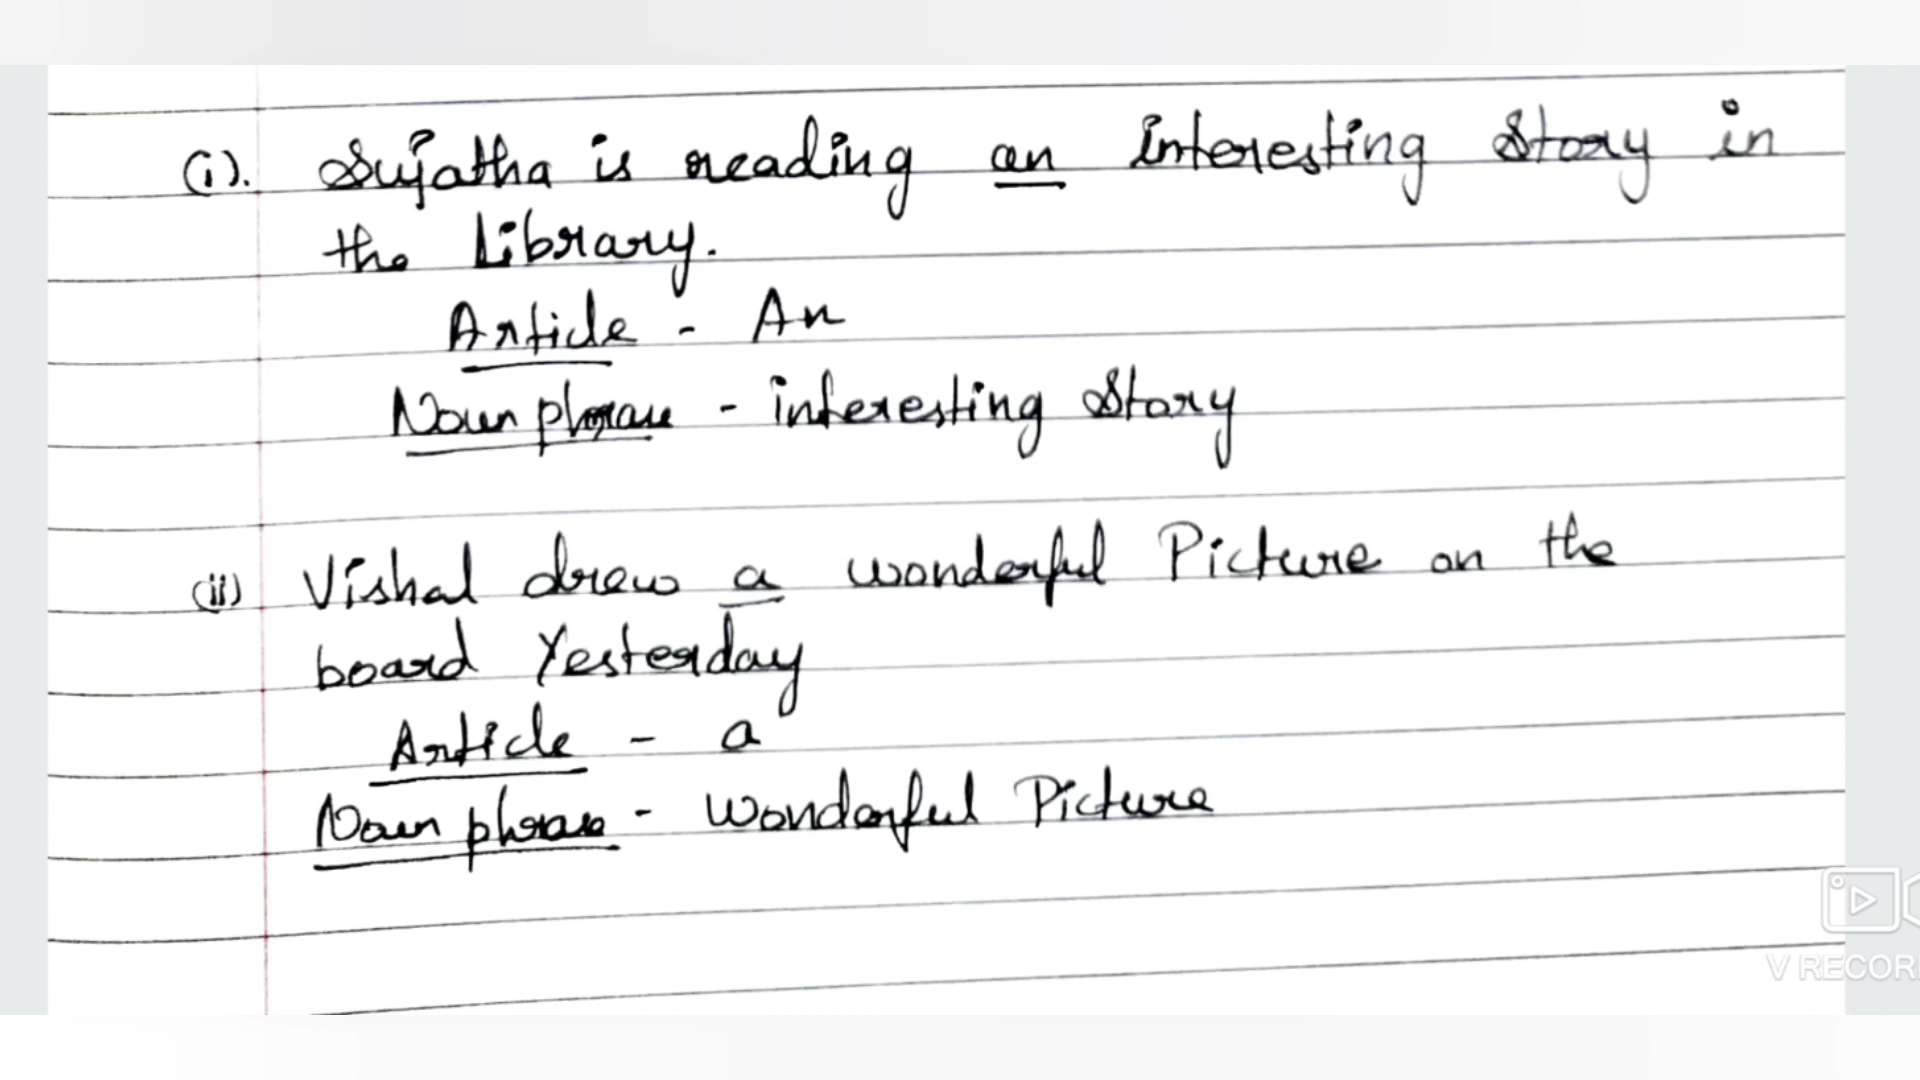 (i). Sujatha is reading an interesting Story in
the Library.
Article - An
Noun phrase - interesting Story
(ii) Vishal drew a wonderful Picture on the
board Yesterday
Article - a
Noun phrase - Wonderful Picture
V RECOR